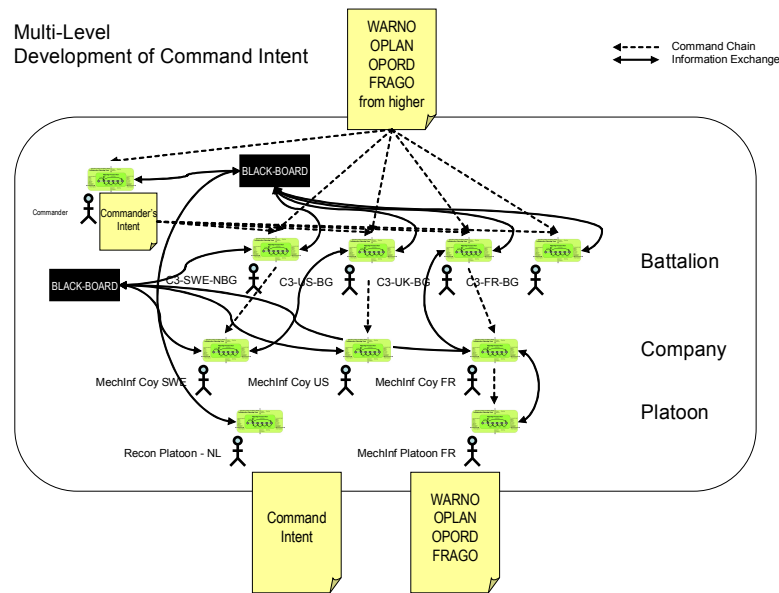 Multi-Level
Development of Command Intent
WARNO
OPLAN
OPORD
FRAGO
from higher
Command Chain
Information Exchange
BLACK-BOARD
Commander
Commander's
Intent
Battalion
C3-SWE-NBG
C3-US-BG
C3-UK-BG
C3-FR-BG
BLACK-BOARD
Company
MechInf Coy SWE
MechInf Coy US
MechInf Coy FR
Platoon
Recon Platoon - NL
MechInf Platoon FR
Command
Intent
WARNO
OPLAN
OPORD
FRAGO